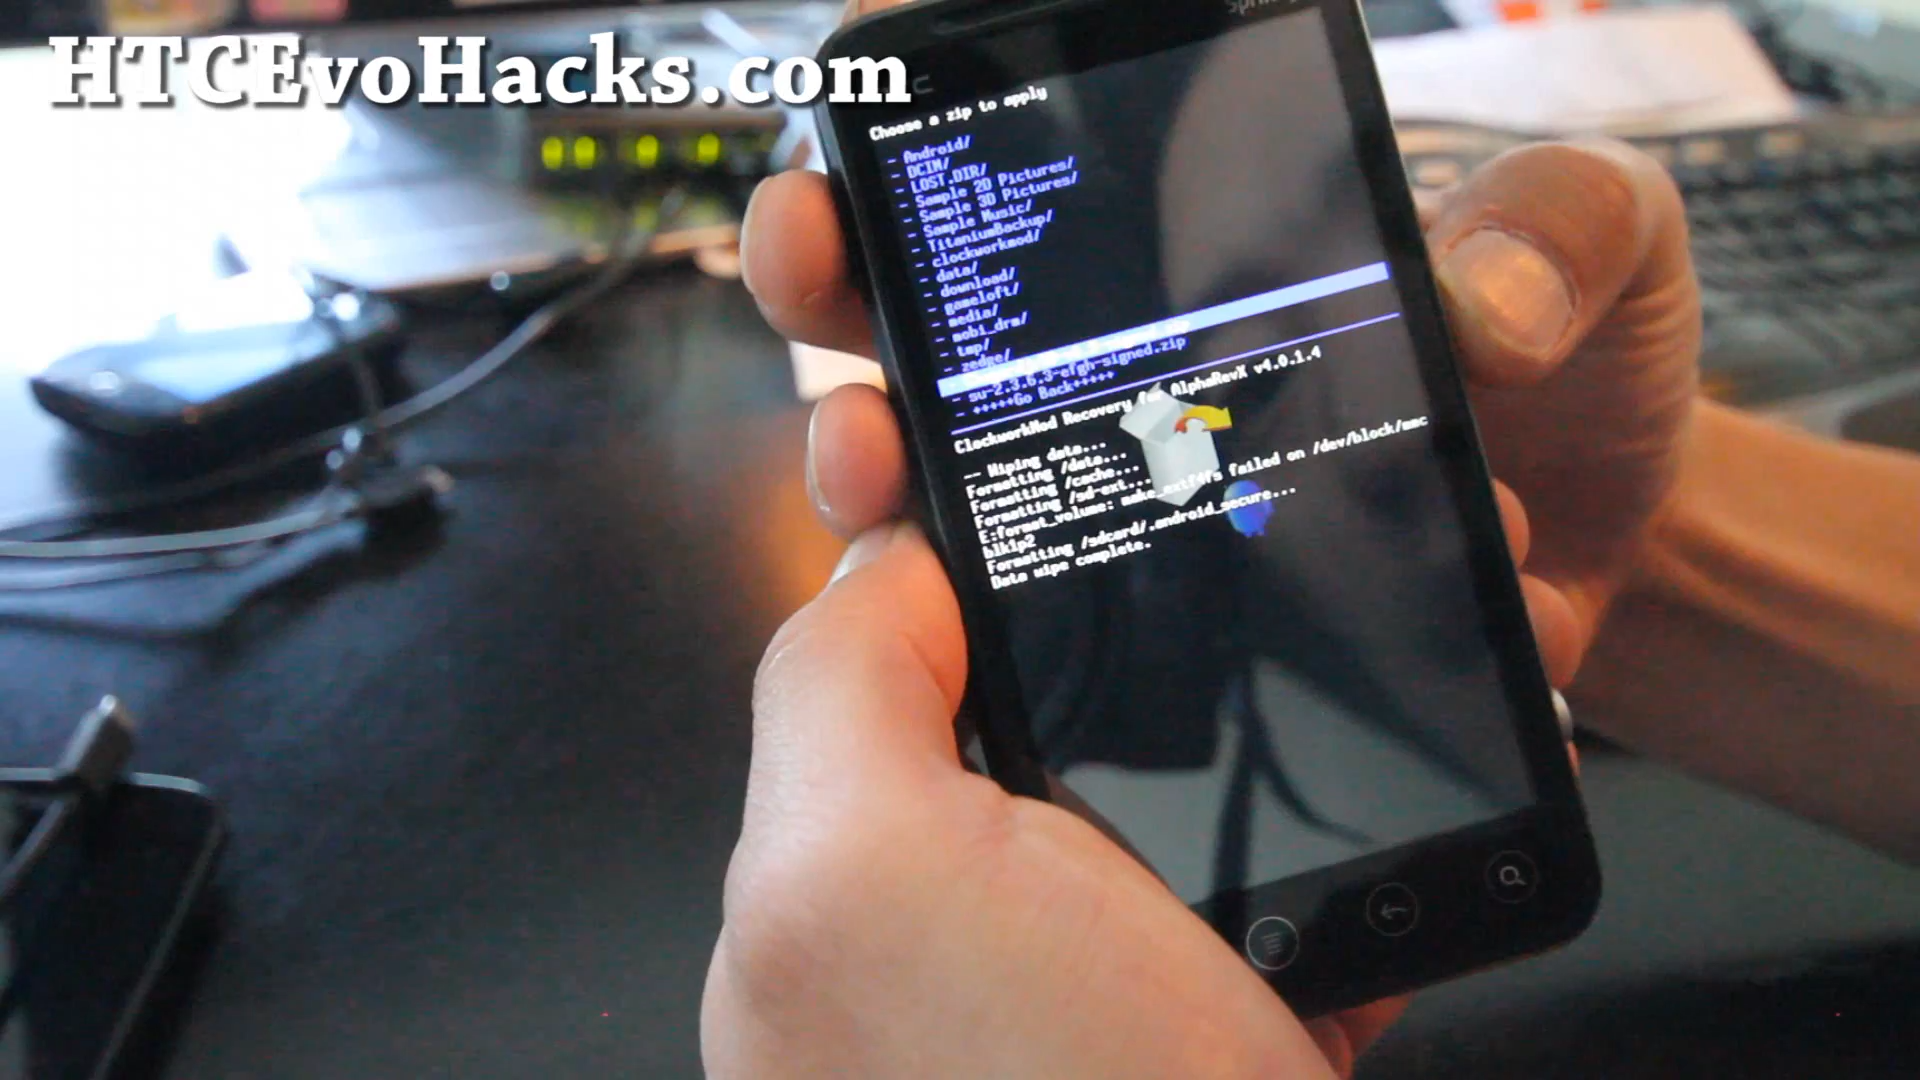 HTCEvoHacks.com
Sprint
Choose a zip to apply
- Android/
- DCIM/
- LOST.DIR/
- Sample 2D Pictures/
- Sample 3D Pictures/
- Sample Music/
- TitaniumBackup/
- clockworkmod/
- data/
- download/
- gameloft/
- media/
- mobi_drm/
- tmp/
- zedge/
- su-2.3.6.3-efgh-signed.zip
- +++++Go Back+++++
ClockworkMod Recovery for AlphaRevX v4.0.1.4
-- Wiping data...
Formatting /data...
Formatting /cache...
Formatting /sd-ext...
E:format_volume: make_extf4fs failed on /dev/block/mmc
blk1p2
Formatting /sdcard/.android_secure...
Data wipe complete.